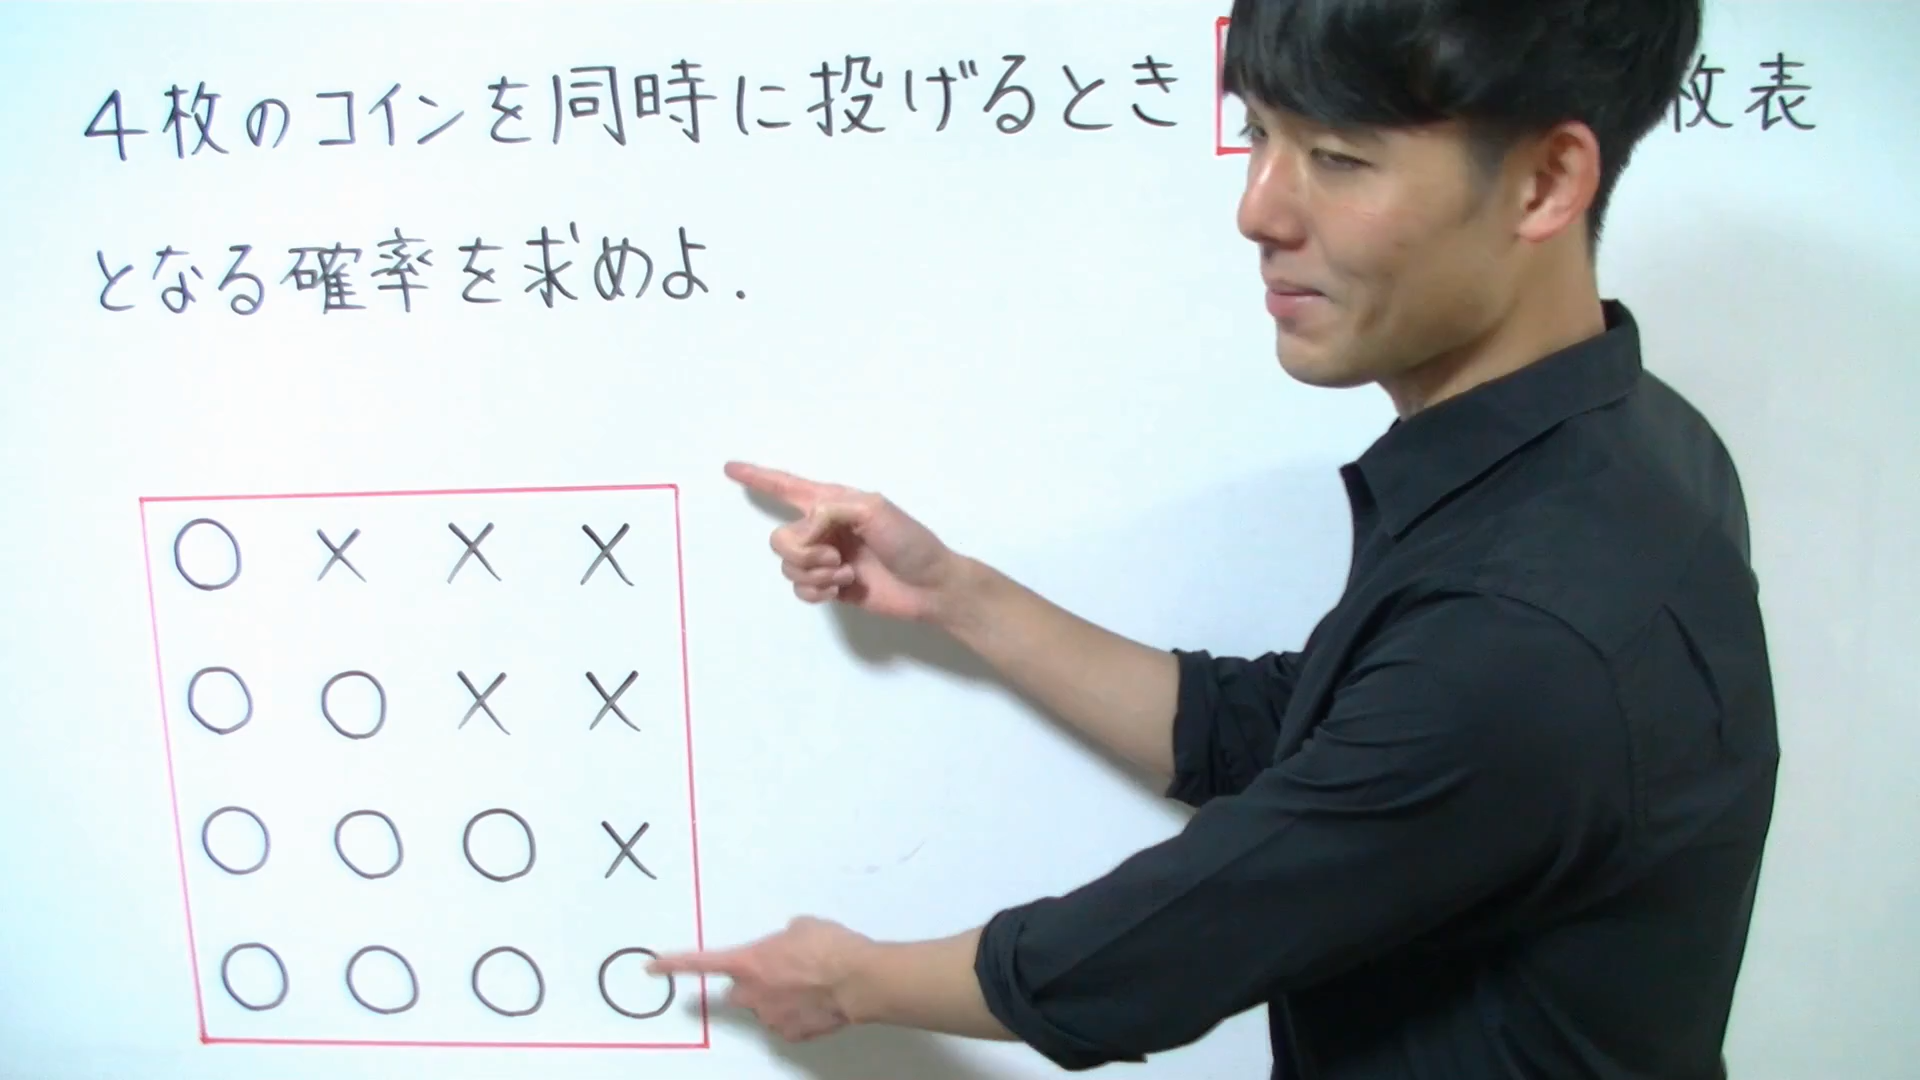 4枚のコインを同時に投げるとき 枚表
となる確率を求めよ.
○ × × ×
○ ○ × ×
○ ○ ○ ×
○ ○ ○ ○